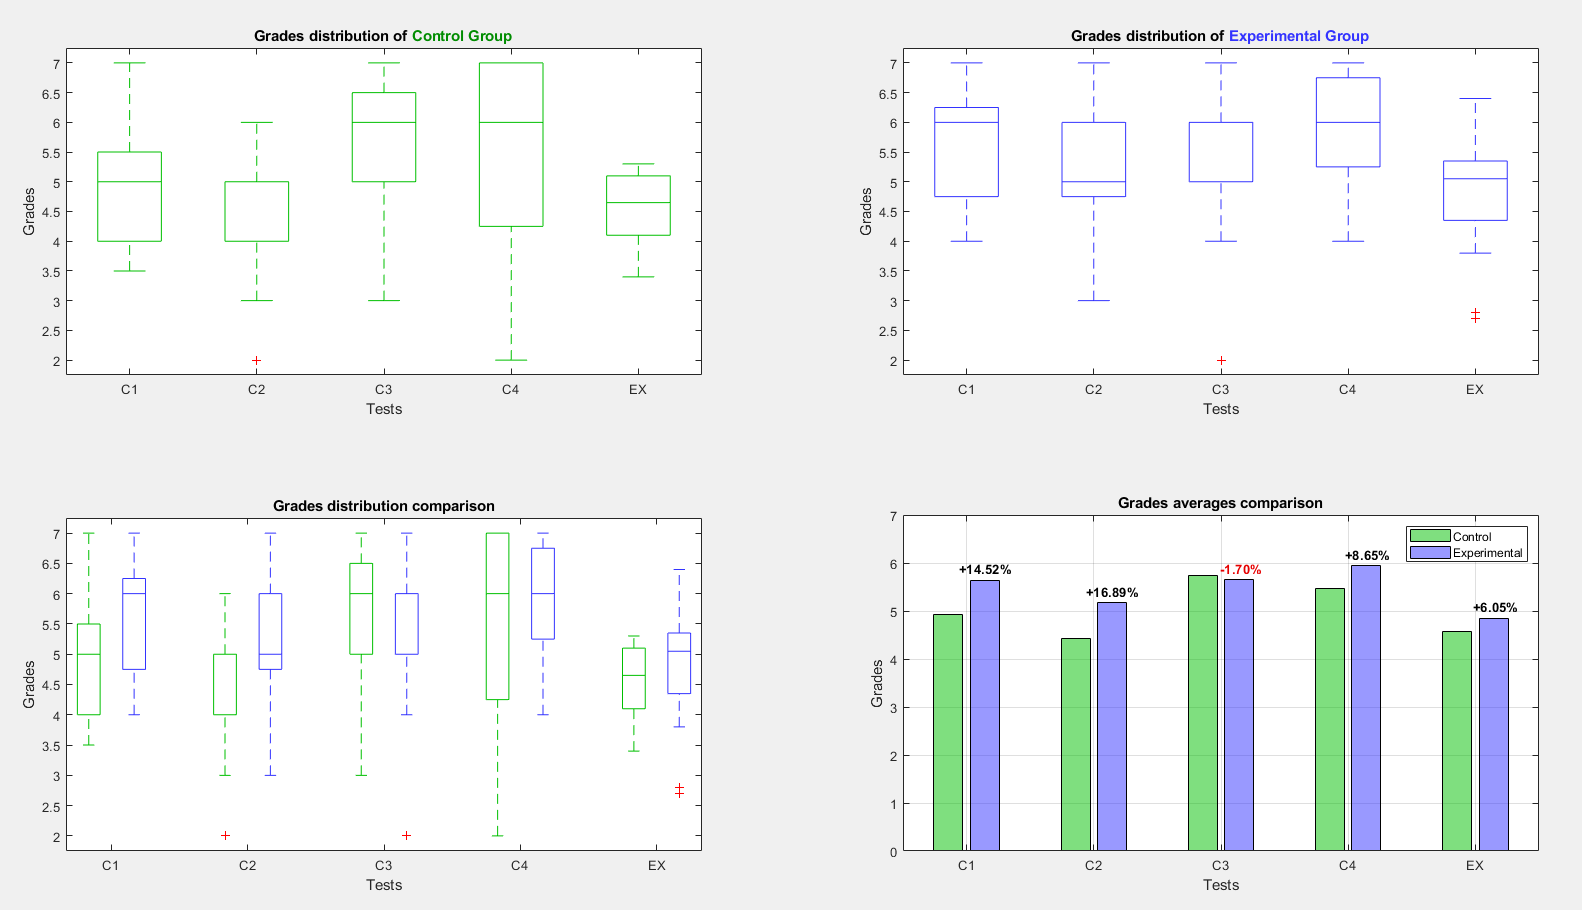 Grades distribution of Control Group
7
6.5
6
5.5
5
4.5
4
3.5
3
2.5
2
Grades
C1 C2 C3 C4 EX
Tests
Grades distribution of Experimental Group
7
6.5
6
5.5
5
4.5
4
3.5
3
2.5
2
Grades
C1 C2 C3 C4 EX
Tests
Grades distribution comparison
7
6.5
6
5.5
5
4.5
4
3.5
3
2.5
2
Grades
C1 C2 C3 C4 EX
Tests
Grades averages comparison
7
6
5
4
3
2
1
0
Grades
Control
Experimental
+14.52%
+16.89%
-1.70%
+8.65%
+6.05%
C1 C2 C3 C4 EX
Tests